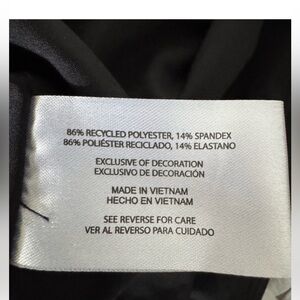 86% RECYCLED POLYESTER, 14% SPANDEX
86% POLIÉSTER RECICLADO, 14% ELASTANO
EXCLUSIVE OF DECORATION
EXCLUSIVO DE DECORACIÓN
MADE IN VIETNAM
HECHO EN VIETNAM
SEE REVERSE FOR CARE
VER AL REVERSO PARA CUIDADO